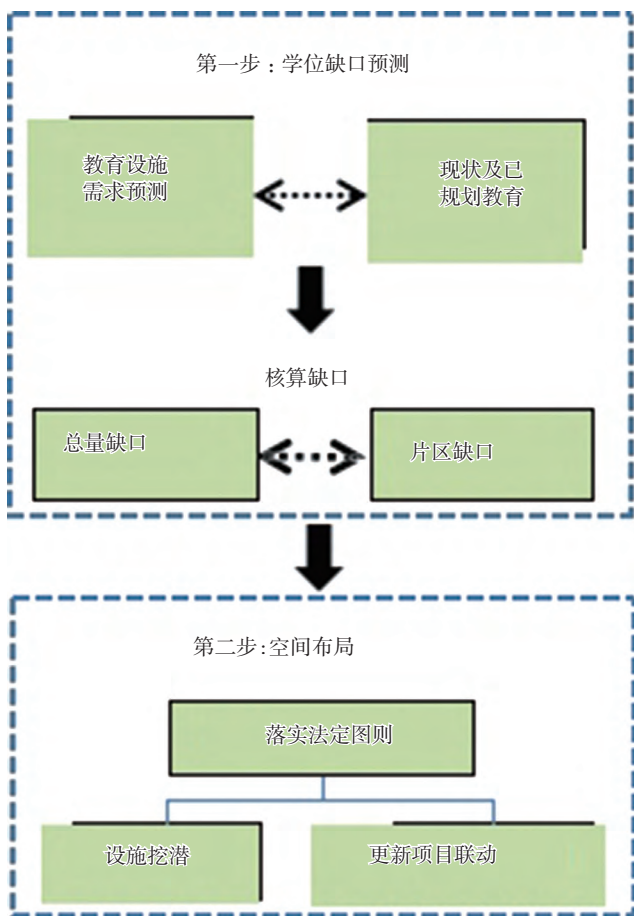 第一步：学位缺口预测
教育设施
需求预测
现状及已
规划教育
核算缺口
总量缺口
片区缺口
第二步:空间布局
落实法定图则
设施挖潜
更新项目联动